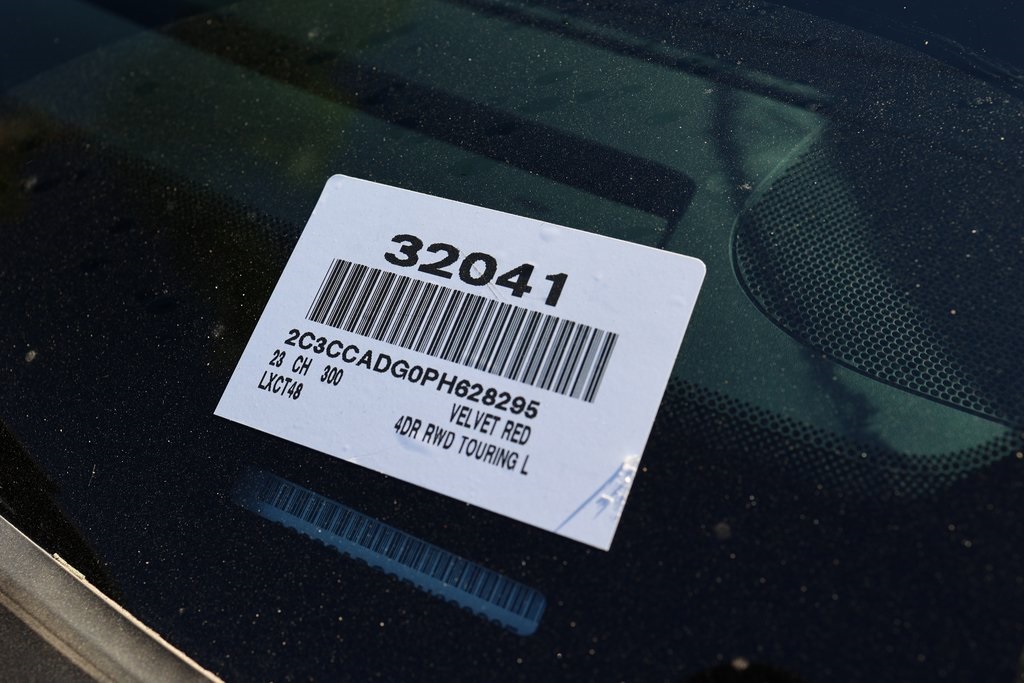 32041
2C3CCADG0PH628295
23 CH 300
VELVET RED
LXCT48
4DR RWD TOURING L